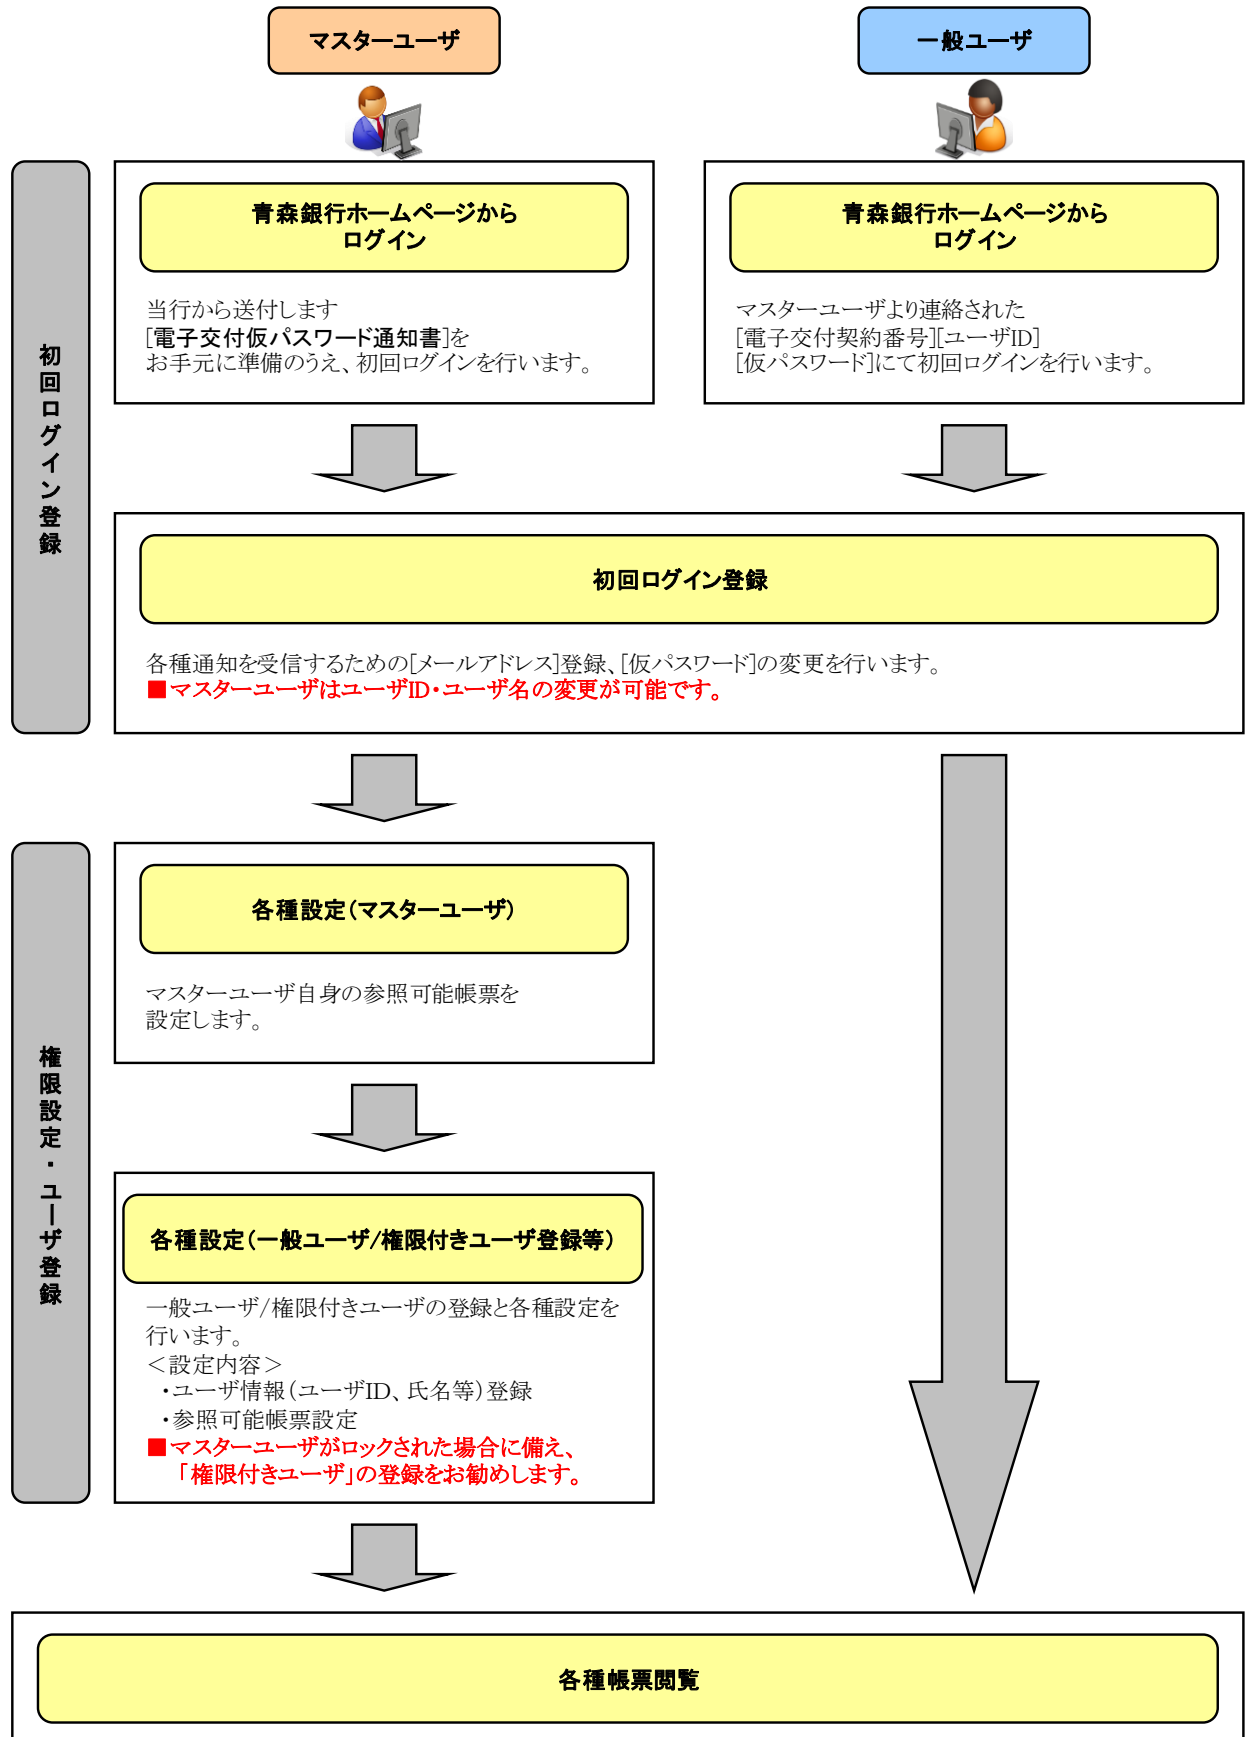 マスターユーザ
一般ユーザ
初回ログイン登録
青森銀行ホームページから
ログイン
当行から送付します
[電子交付仮パスワード通知書]を
お手元に準備のうえ、初回ログインを行います。
青森銀行ホームページから
ログイン
マスターユーザより連絡された
[電子交付契約番号][ユーザID]
[仮パスワード]にて初回ログインを行います。
初回ログイン登録
各種通知を受信するための[メールアドレス]登録、[仮パスワード]の変更を行います。
■マスターユーザはユーザID・ユーザ名の変更が可能です。
権限設定・ユーザ登録
各種設定(マスターユーザ)
マスターユーザ自身の参照可能帳票を
設定します。
各種設定(一般ユーザ/権限付きユーザ登録等)
一般ユーザ/権限付きユーザの登録と各種設定を
行います。
＜設定内容＞
・ユーザ情報(ユーザID、氏名等)登録
・参照可能帳票設定
■マスターユーザがロックされた場合に備え、
「権限付きユーザ」の登録をお勧めします。
各種帳票閲覧